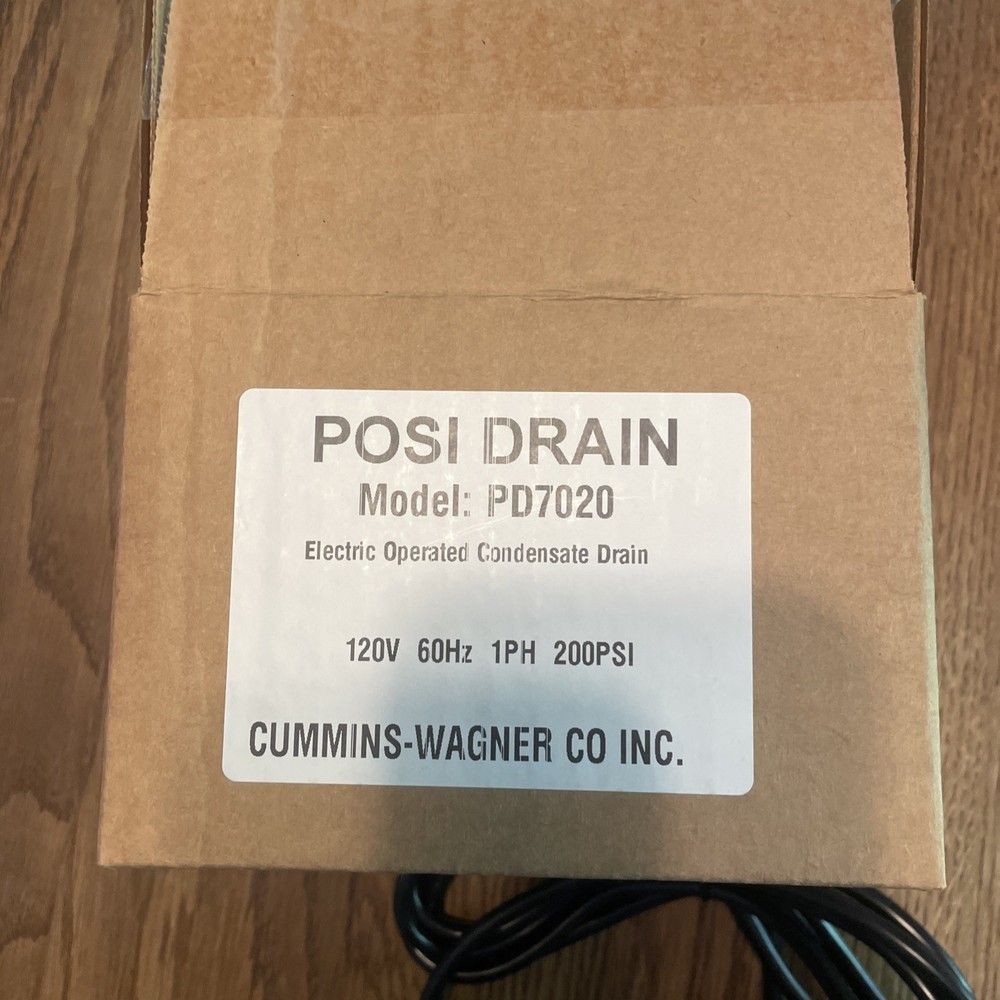 POSI DRAIN
Model: PD7020
Electric Operated Condensate Drain
120V 60Hz 1PH 200PSI
CUMMINS-WAGNER CO INC.